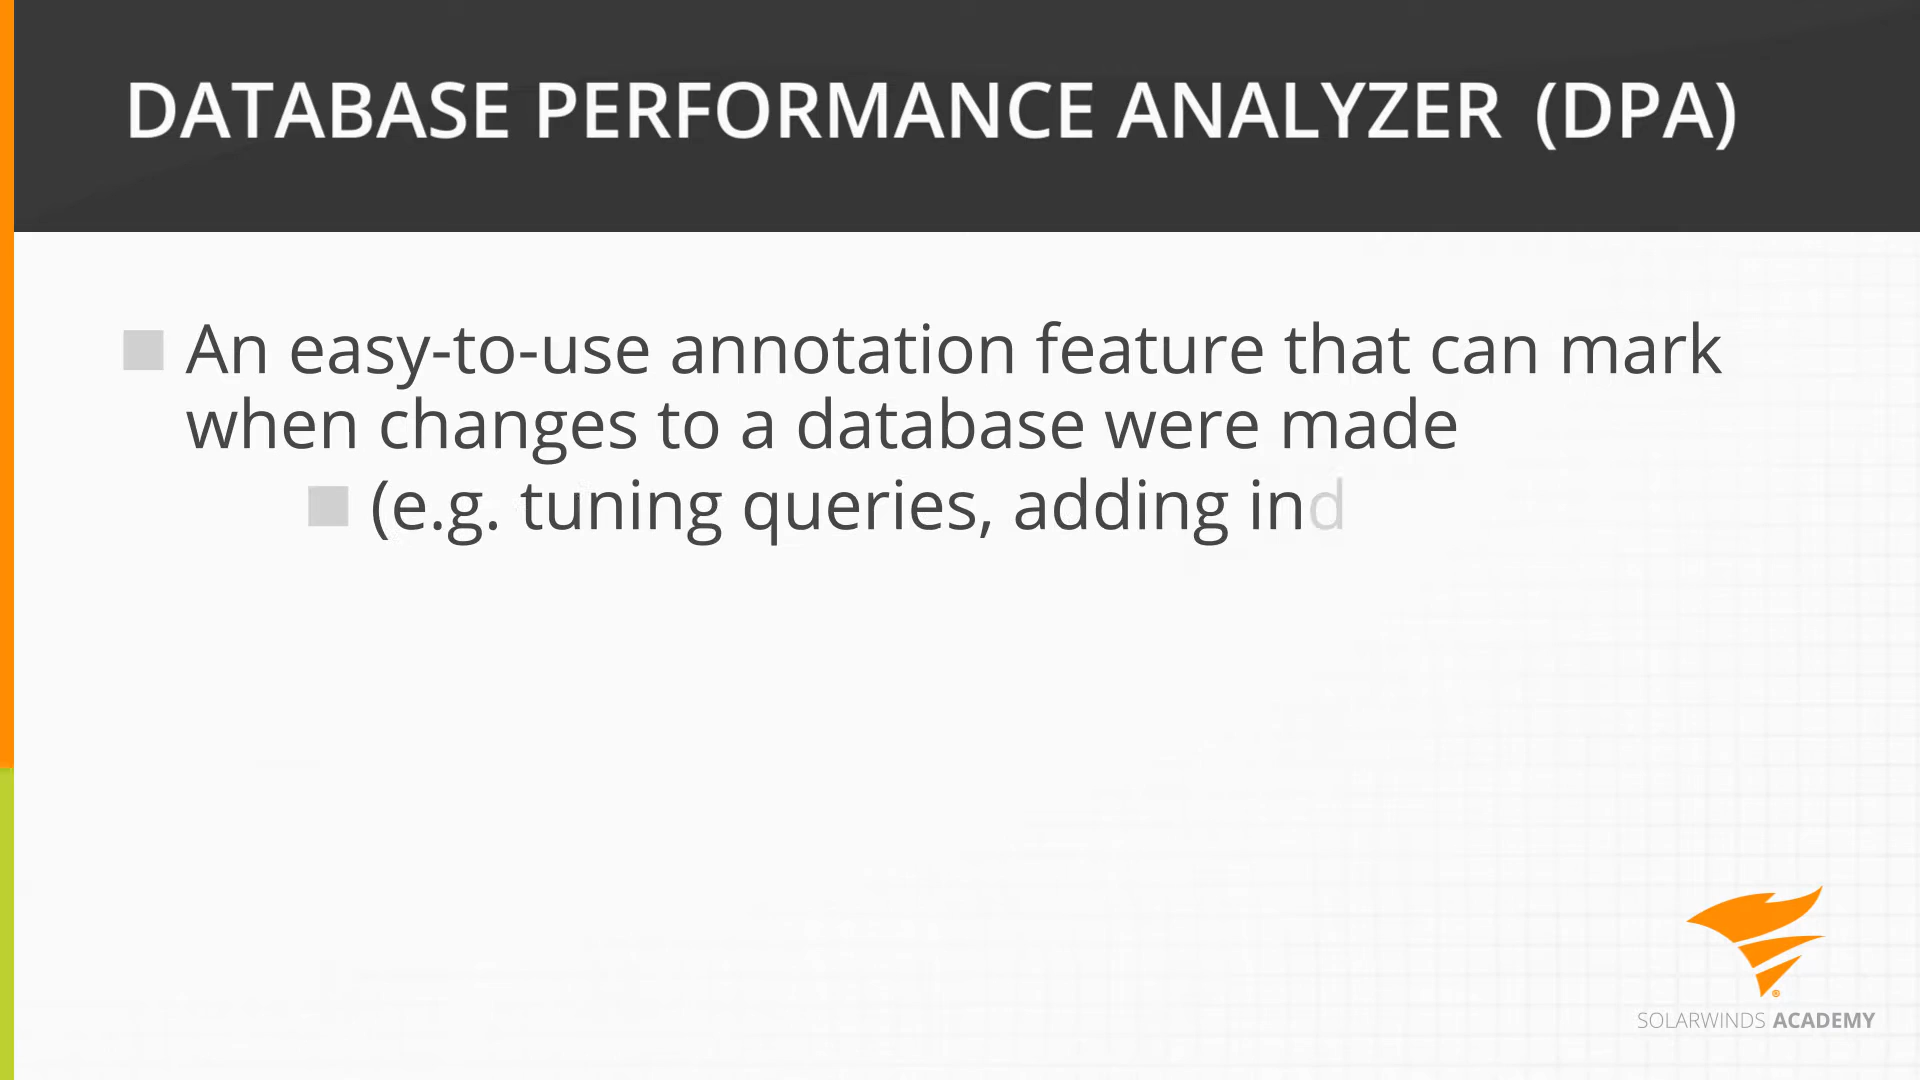 DATABASE PERFORMANCE ANALYZER (DPA)
An easy-to-use annotation feature that can mark
when changes to a database were made
(e.g. tuning queries, adding ind
SOLARWINDS ACADEMY